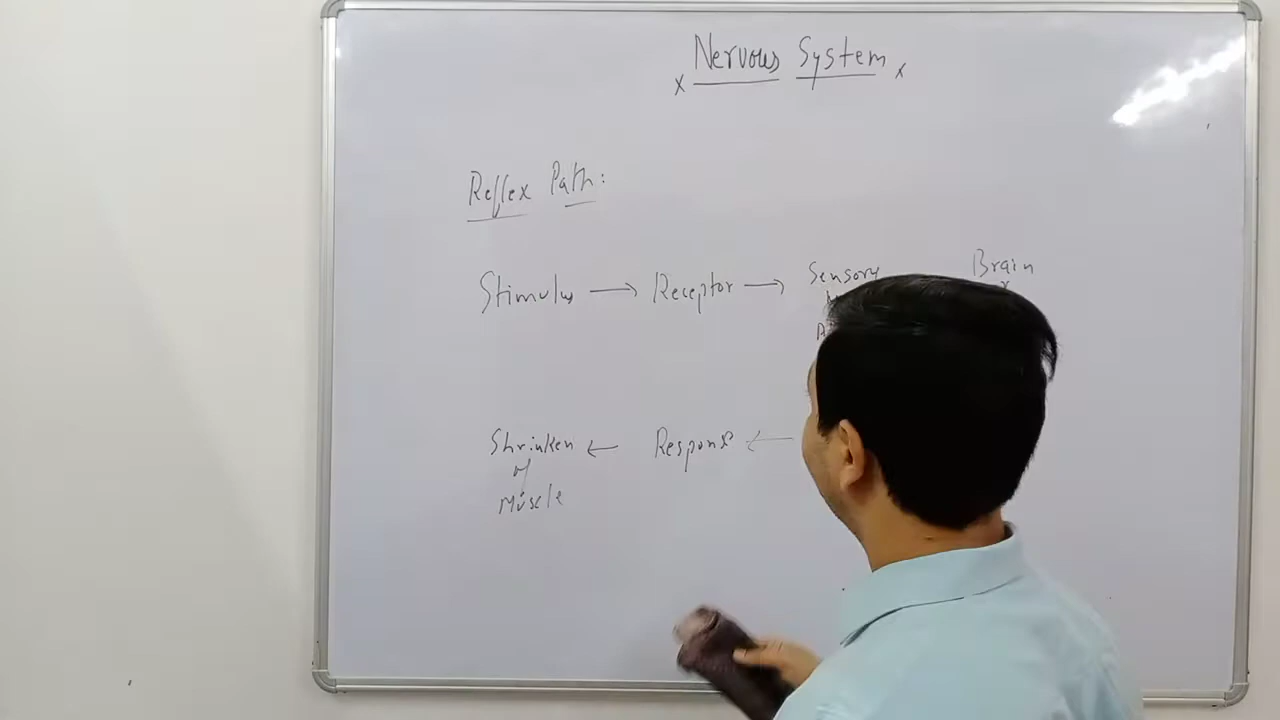 x Nervous System x
Reflex Path:
Stimulus → Receptor → Sensory Brain
Shrinken ← Response ←
of
Muscle